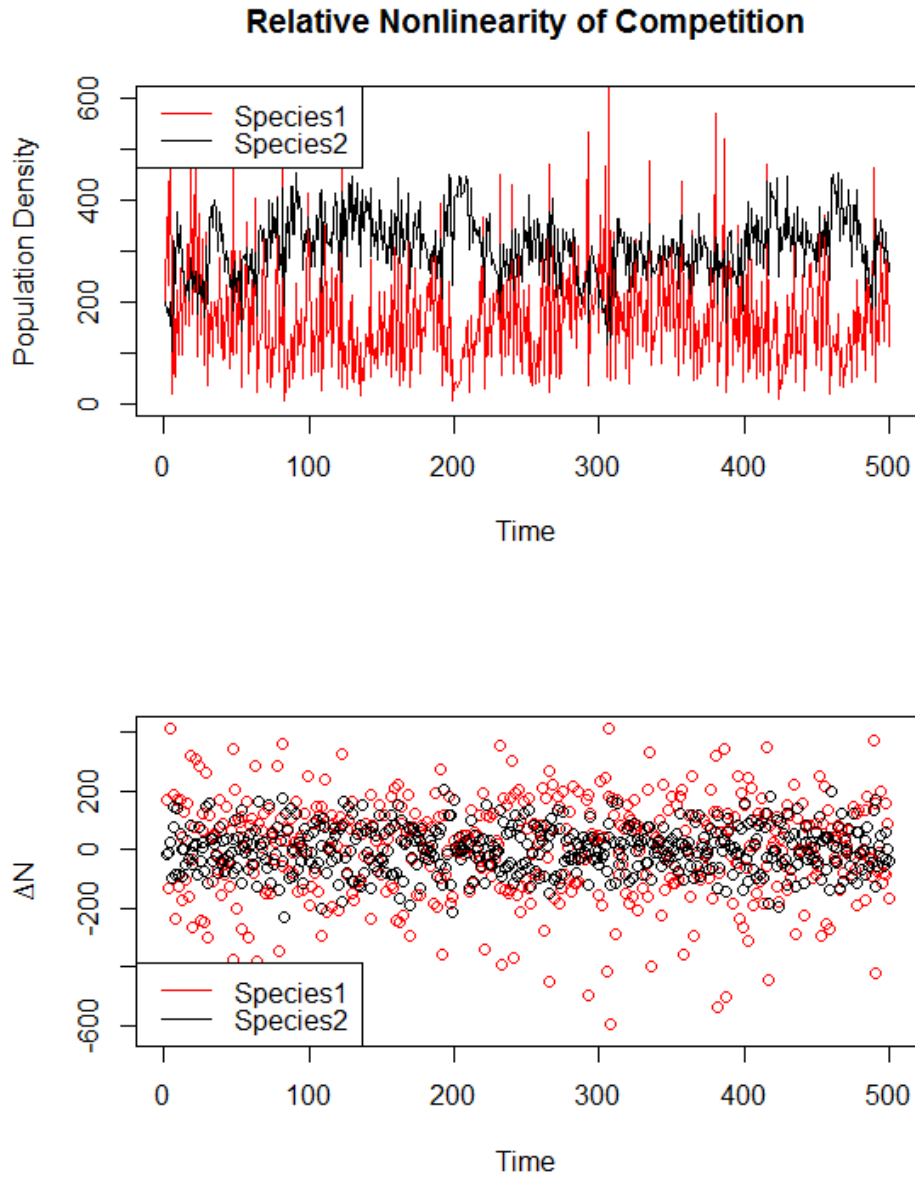 Relative Nonlinearity of Competition
Species1
Species2
Population Density
600
400
200
0
0 100 200 300 400 500
Time
ΔN
200
0
-200
-600
Species1
Species2
0 100 200 300 400 500
Time